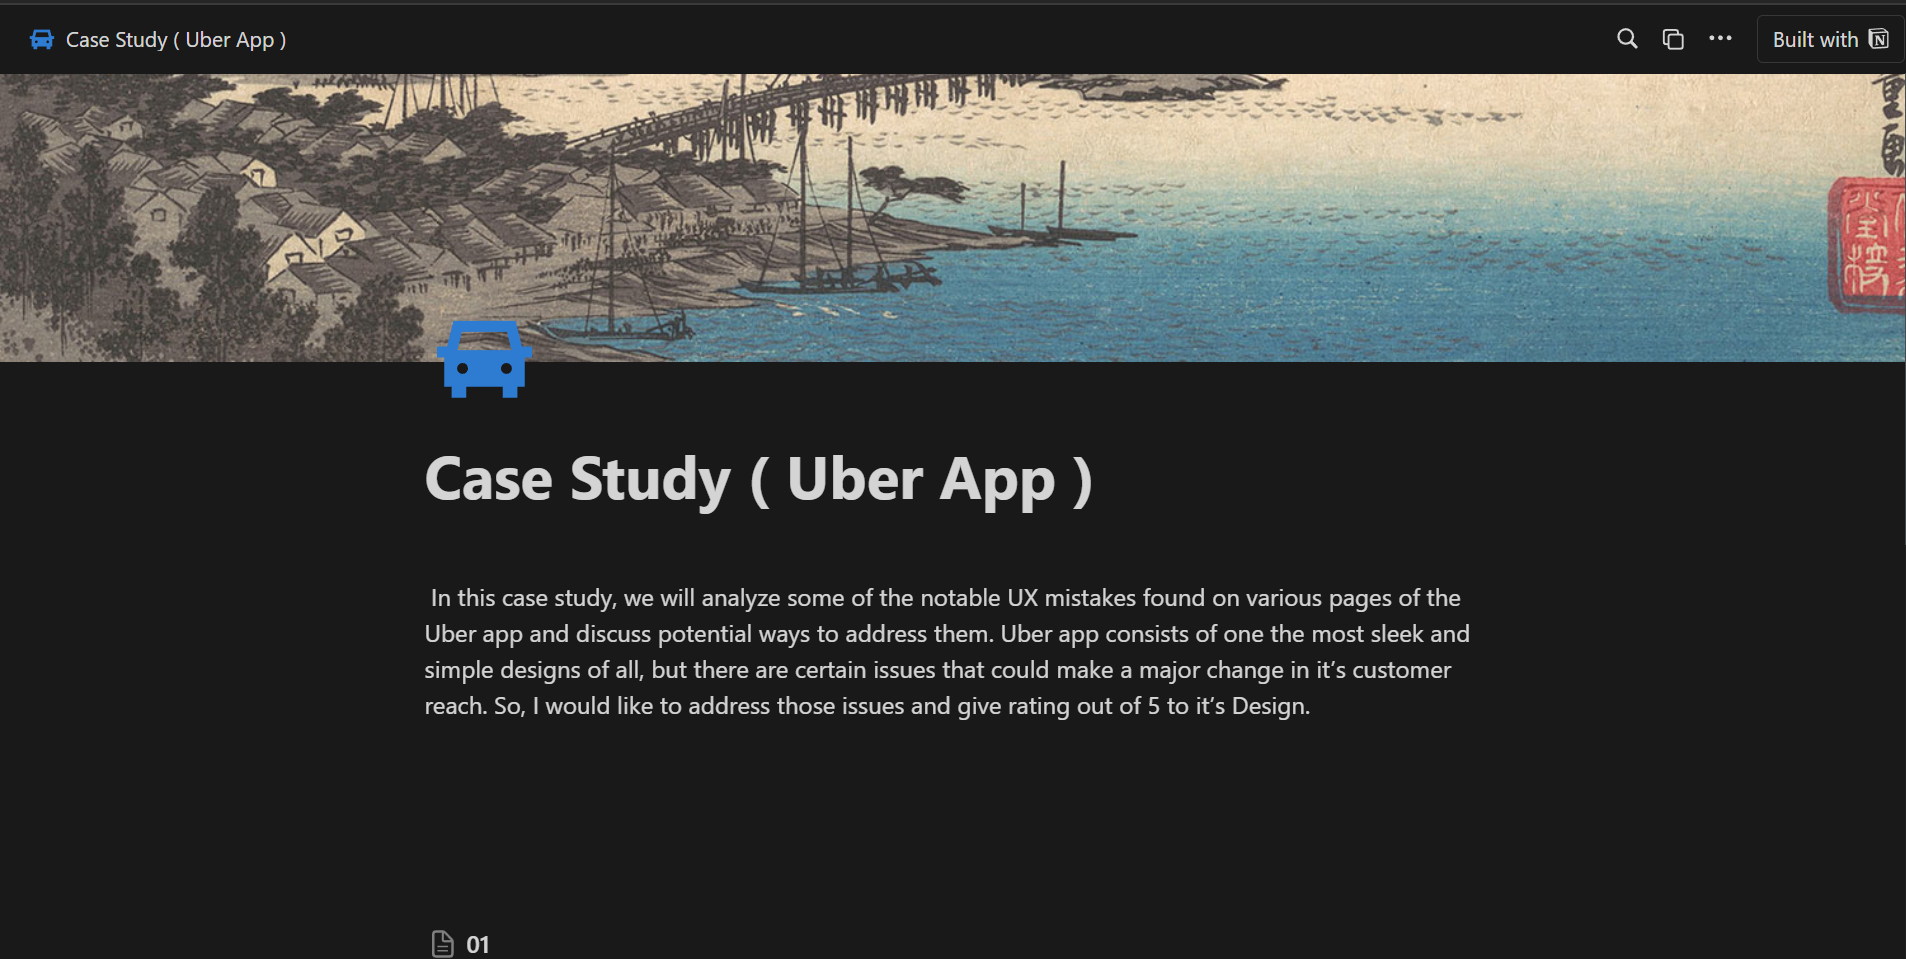 Case Study ( Uber App )
Built with
Case Study ( Uber App )
In this case study, we will analyze some of the notable UX mistakes found on various pages of the
Uber app and discuss potential ways to address them. Uber app consists of one the most sleek and
simple designs of all, but there are certain issues that could make a major change in it’s customer
reach. So, I would like to address those issues and give rating out of 5 to it’s Design.
01